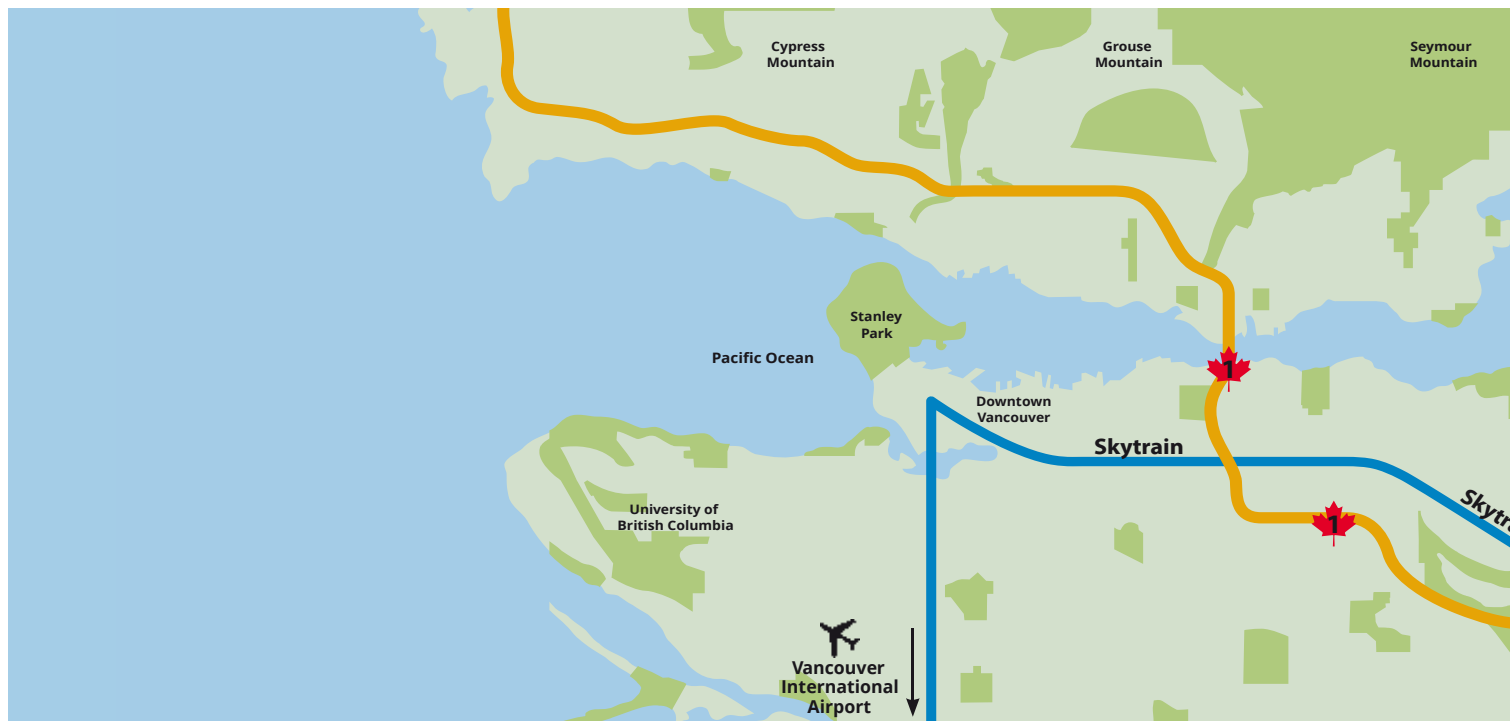 Cypress
Mountain
Grouse
Mountain
Seymour
Mountain
Stanley
Park
Pacific Ocean
1
Downtown
Vancouver
Skytrain
Skytra
University of
British Columbia
1
Vancouver
International
Airport